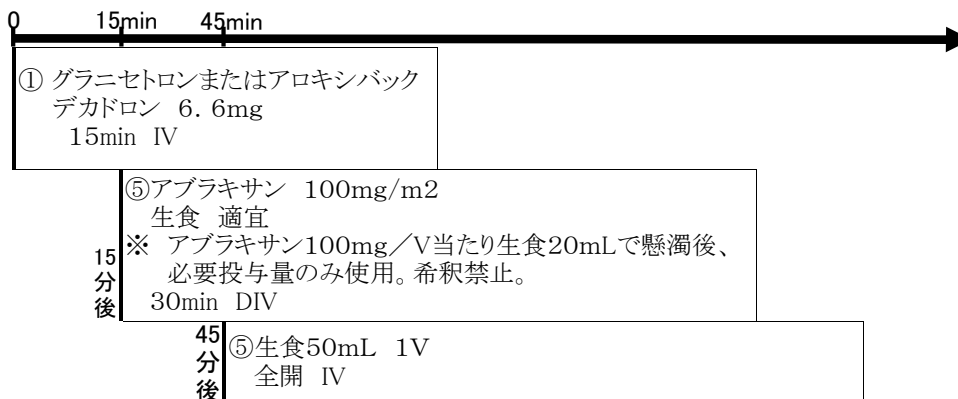 0 15min 45min
① グラニセトロンまたはアロキシバック
デカドロン 6.6mg
15min Ⅳ
15分後
⑤アブラキサン 100mg/m2
生食 適宜
※ アブラキサン100mg/V当たり生食20mLで懸濁後、
必要投与量のみ使用。希釈禁止。
30min DIV
45分後
⑤生食50mL 1V
全開 Ⅳ